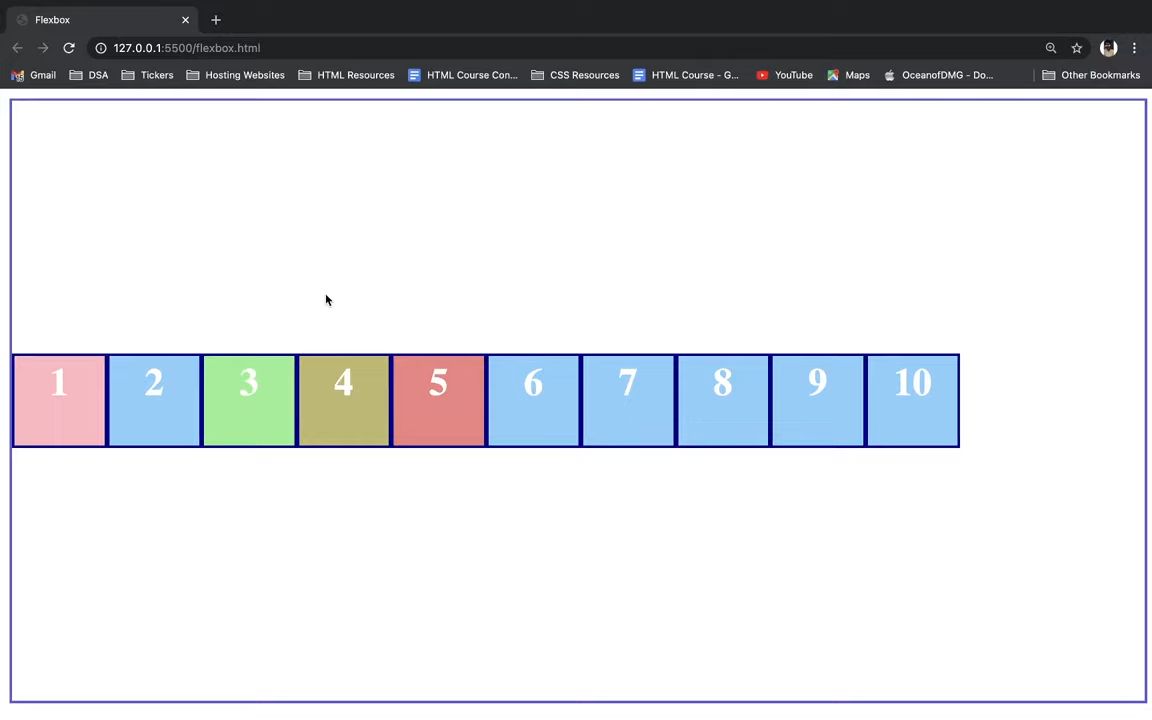 Flexbox
127.0.0.1:5500/flexbox.html
Gmail DSA Tickers Hosting Websites HTML Resources HTML Course Con... CSS Resources HTML Course - G... YouTube Maps OceanofDMG - Do... Other Bookmarks
1 2 3 4 5 6 7 8 9 10